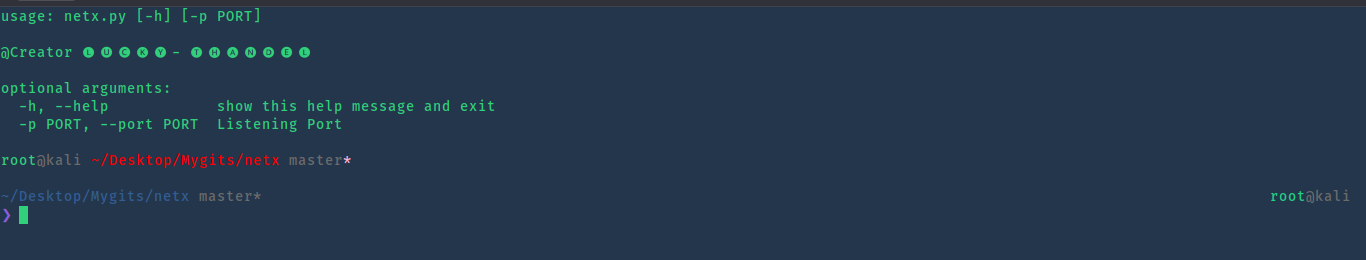 usage: netx.py [-h] [-p PORT]
@Creator 🅛🅤🅒🅚🅨- 🅣🅗🅐🅝🅓🅔🅛
optional arguments:
-h, --help show this help message and exit
-p PORT, --port PORT Listening Port
root@kali ~/Desktop/Mygits/netx master*
~/Desktop/Mygits/netx master* root@kali
❯